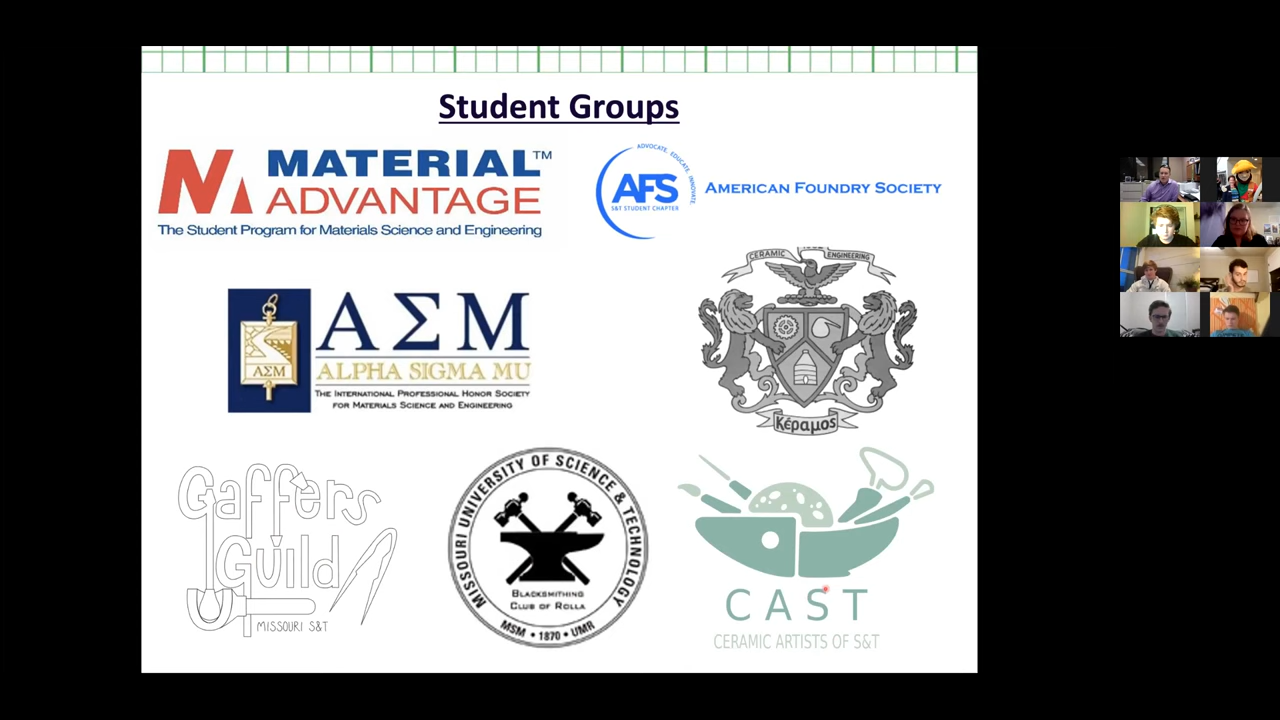 Student Groups
MATERIAL™
ADVANTAGE
The Student Program for Materials Science and Engineering
ADVOCATE. EDUCATE. INNOVATE.
AFS
S&T STUDENT CHAPTER
AMERICAN FOUNDRY SOCIETY
ΑΣΜ
ΑΣΜ
ALPHA SIGMA MU
THE INTERNATIONAL PROFESSIONAL HONOR SOCIETY
FOR MATERIALS SCIENCE AND ENGINEERING
CERAMIC
ENGINEERING
Κέραμος
Gaffers
Guild
MISSOURI S&T
MISSOURI UNIVERSITY OF SCIENCE & TECHNOLOGY
BLACKSMITHING
CLUB OF ROLLA
MSM • 1870 • UMR
CAST
CERAMIC ARTISTS OF S&T